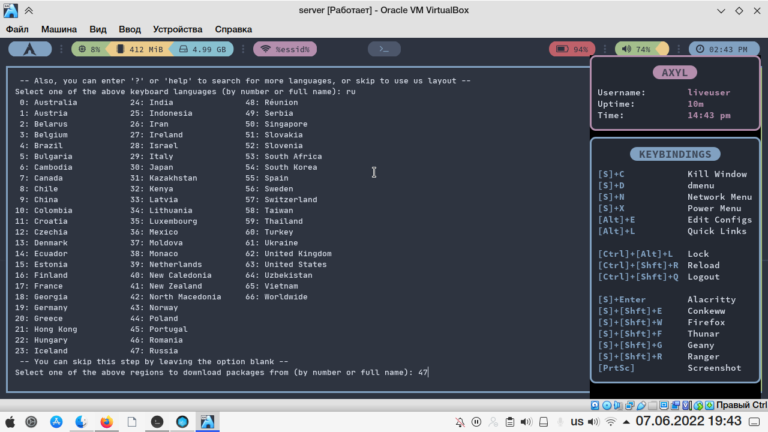 server [Работает] - Oracle VM VirtualBox
Файл Машина Вид Ввод Устройства Справка
8% 412 MiB 4.99 GB %essid% >_ 94% 74% 02:43 PM
-- Also, you can enter '?' or 'help' to search for more languages, or skip to use us layout --
Select one of the above keyboard languages (by number or full name): ru
0: Australia 24: India 48: Réunion
1: Austria 25: Indonesia 49: Serbia
2: Belarus 26: Iran 50: Singapore
3: Belgium 27: Ireland 51: Slovakia
4: Brazil 28: Israel 52: Slovenia
5: Bulgaria 29: Italy 53: South Africa
6: Cambodia 30: Japan 54: South Korea
7: Canada 31: Kazakhstan 55: Spain
8: Chile 32: Kenya 56: Sweden
9: China 33: Latvia 57: Switzerland
10: Colombia 34: Lithuania 58: Taiwan
11: Croatia 35: Luxembourg 59: Thailand
12: Czechia 36: Mexico 60: Turkey
13: Denmark 37: Moldova 61: Ukraine
14: Ecuador 38: Monaco 62: United Kingdom
15: Estonia 39: Netherlands 63: United States
16: Finland 40: New Caledonia 64: Uzbekistan
17: France 41: New Zealand 65: Vietnam
18: Georgia 42: North Macedonia 66: Worldwide
19: Germany 43: Norway
20: Greece 44: Poland
21: Hong Kong 45: Portugal
22: Hungary 46: Romania
23: Iceland 47: Russia
-- You can skip this step by leaving the option blank --
Select one of the above regions to download packages from (by number or full name): 47
AXYL
Username: liveuser
Uptime: 10m
Time: 14:43 pm
KEYBINDINGS
[S]+C Kill Window
[S]+D dmenu
[S]+N Network Menu
[S]+X Power Menu
[Alt]+E Edit Configs
[Alt]+L Quick Links
[Ctrl]+[Alt]+L Lock
[Ctrl]+[Shft]+R Reload
[Ctrl]+[Shft]+Q Logout
[S]+Enter Alacritty
[S]+[Shft]+E Conkeww
[S]+[Shft]+W Firefox
[S]+[Shft]+F Thunar
[S]+[Shft]+G Geany
[S]+[Shft]+R Ranger
[PrtSc] Screenshot
Правый Ctrl
us 07.06.2022 19:43